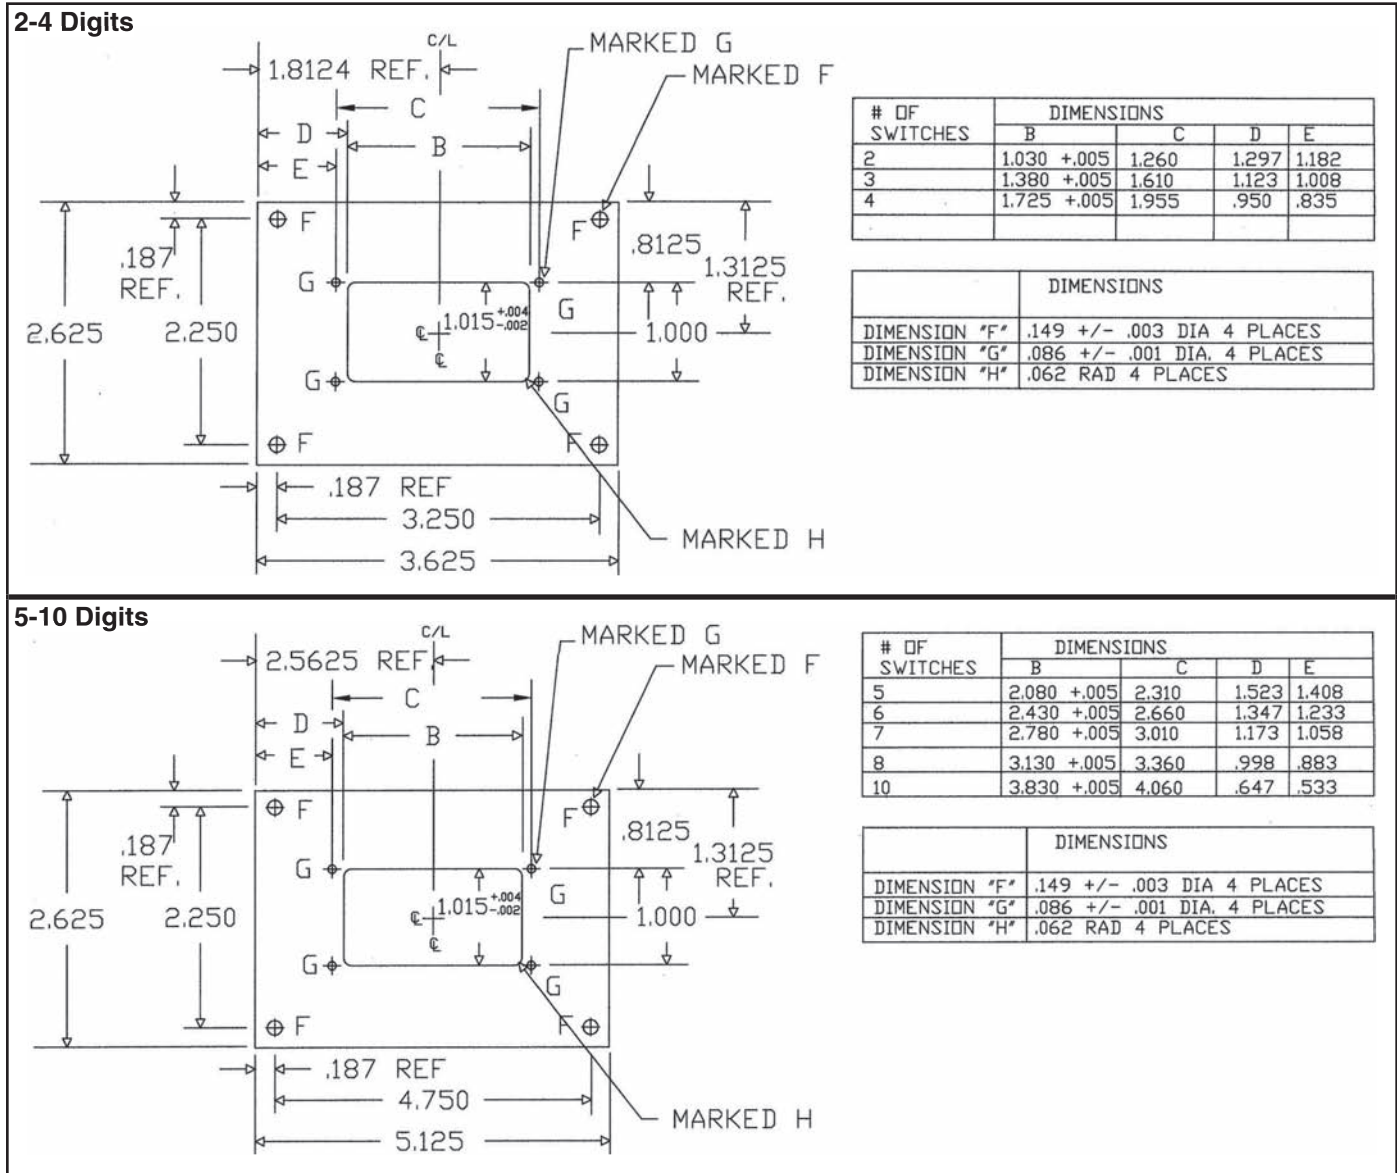 2-4 Digits
C/L
MARKED G
1.8124 REF.
MARKED F
C
D
B
E
F
F
.187
REF.
.8125
1.3125
REF.
G
G
2.625
2.250
1.015 +.004 -.002
1.000
G
G
F
F
.187 REF
3.250
MARKED H
3.625
# OF SWITCHES DIMENSIONS
B C D E
2 1.030 +.005 1.260 1.297 1.182
3 1.380 +.005 1.610 1.123 1.008
4 1.725 +.005 1.955 .950 .835
DIMENSIONS
DIMENSION "F" .149 +/- .003 DIA 4 PLACES
DIMENSION "G" .086 +/- .001 DIA. 4 PLACES
DIMENSION "H" .062 RAD 4 PLACES
5-10 Digits
C/L
MARKED G
2.5625 REF.
MARKED F
C
D
B
E
F
F
.187
REF.
.8125
1.3125
REF.
G
G
2.625
2.250
1.015 +.004 -.002
1.000
G
G
F
F
.187 REF
4.750
MARKED H
5.125
# OF SWITCHES DIMENSIONS
B C D E
5 2.080 +.005 2.310 1.523 1.408
6 2.430 +.005 2.660 1.347 1.233
7 2.780 +.005 3.010 1.173 1.058
8 3.130 +.005 3.360 .998 .883
10 3.830 +.005 4.060 .647 .533
DIMENSIONS
DIMENSION "F" .149 +/- .003 DIA 4 PLACES
DIMENSION "G" .086 +/- .001 DIA. 4 PLACES
DIMENSION "H" .062 RAD 4 PLACES